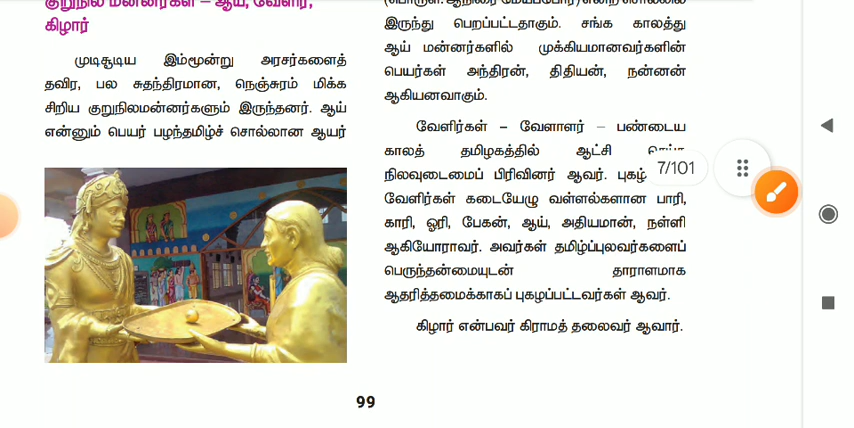 குறுநில மன்னர்கள் – ஆய், வேளிர்,
கிழார்
முடிசூடிய இம்மூன்று அரசர்களைத்
தவிர, பல சுதந்திரமான, நெஞ்சுரம் மிக்க
சிறிய குறுநிலமன்னர்களும் இருந்தனர். ஆய்
என்னும் பெயர் பழந்தமிழ்ச் சொல்லான ஆயர்
(பொருள்: ஆநிரை மேய்ப்போர்) என்ற சொல்லில்
இருந்து பெறப்பட்டதாகும். சங்க காலத்து
ஆய் மன்னர்களில் முக்கியமானவர்களின்
பெயர்கள் அந்திரன், திதியன், நன்னன்
ஆகியனவாகும்.
வேளிர்கள் – வேளாளர் – பண்டைய
காலத் தமிழகத்தில் ஆட்சி
நிலவுடைமைப் பிரிவினர் ஆவர்.
வேளிர்கள் கடையேழு வள்ளல்களான பாரி,
காரி, ஓரி, பேகன், ஆய், அதியமான், நள்ளி
ஆகியோராவர். அவர்கள் தமிழ்ப்புலவர்களைப்
பெருந்தன்மையுடன் தாராளமாக
ஆதரித்தமைக்காகப் புகழப்பட்டவர்கள் ஆவர்.
கிழார் என்பவர் கிராமத் தலைவர் ஆவார்.
7/101
99